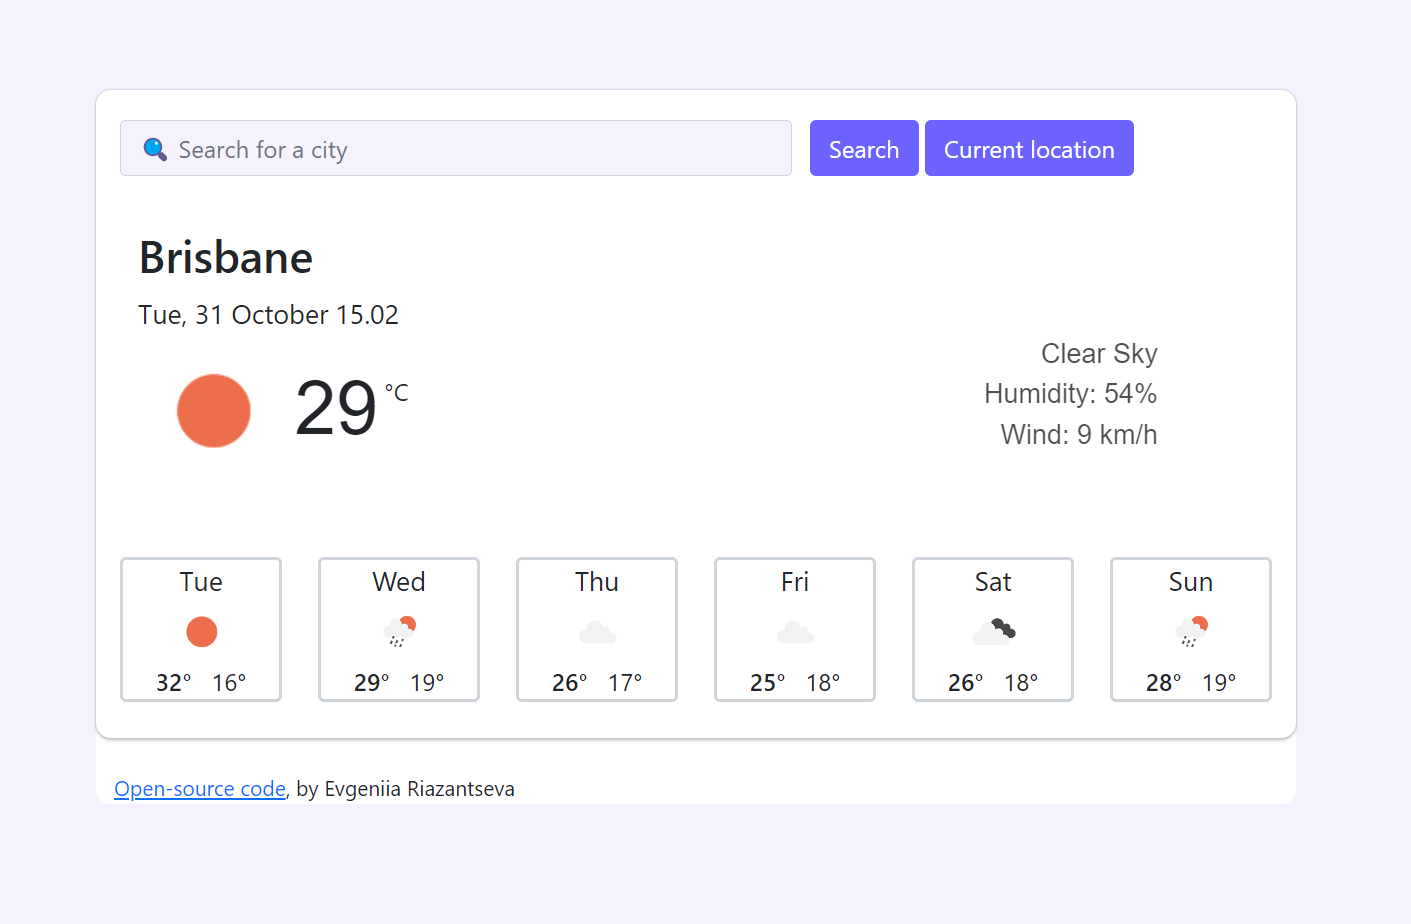 🔍 Search for a city Search Current location
Brisbane
Tue, 31 October 15.02
29 °C
Clear Sky
Humidity: 54%
Wind: 9 km/h
Tue
32° 16°
Wed
29° 19°
Thu
26° 17°
Fri
25° 18°
Sat
26° 18°
Sun
28° 19°
Open-source code, by Evgeniia Riazantseva